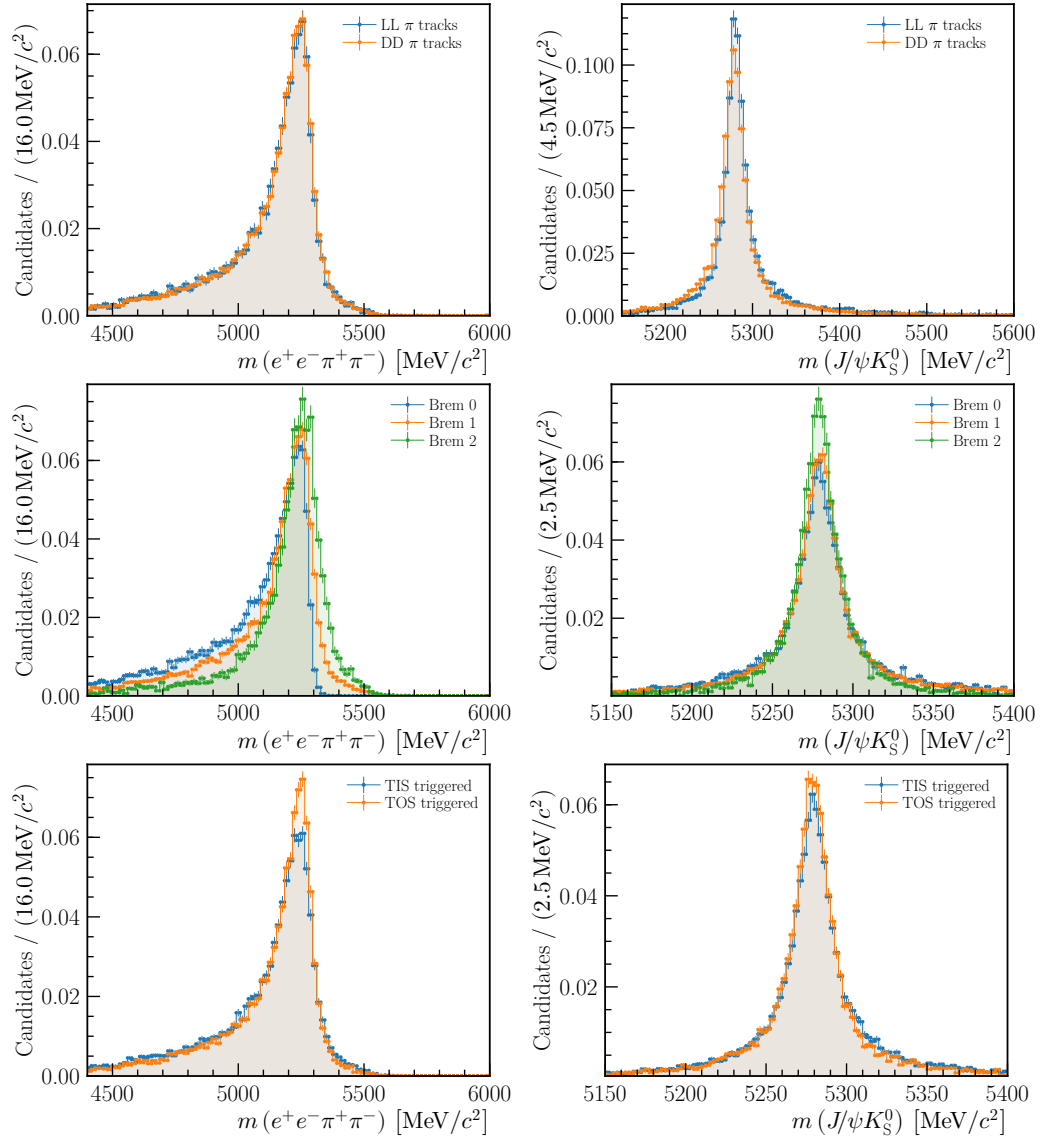 Candidates / (16.0 MeV/c²)
0.06
0.04
0.02
0.00
LL π tracks
DD π tracks
4500 5000 5500 6000
m (e⁺e⁻π⁺π⁻) [MeV/c²]
Candidates / (4.5 MeV/c²)
0.100
0.075
0.050
0.025
0.000
LL π tracks
DD π tracks
5200 5300 5400 5500 5600
m (J/ψK⁰_S) [MeV/c²]
Candidates / (16.0 MeV/c²)
0.06
0.04
0.02
0.00
Brem 0
Brem 1
Brem 2
4500 5000 5500 6000
m (e⁺e⁻π⁺π⁻) [MeV/c²]
Candidates / (2.5 MeV/c²)
0.06
0.04
0.02
0.00
Brem 0
Brem 1
Brem 2
5150 5200 5250 5300 5350 5400
m (J/ψK⁰_S) [MeV/c²]
Candidates / (16.0 MeV/c²)
0.06
0.04
0.02
0.00
TIS triggered
TOS triggered
4500 5000 5500 6000
m (e⁺e⁻π⁺π⁻) [MeV/c²]
Candidates / (2.5 MeV/c²)
0.06
0.04
0.02
TIS triggered
TOS triggered
5150 5200 5250 5300 5350 5400
m (J/ψK⁰_S) [MeV/c²]